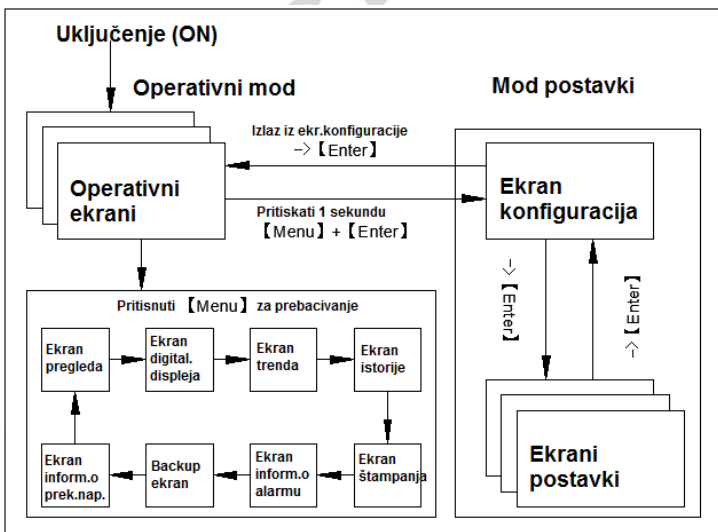 Uključenje (ON)
Operativni mod
Mod postavki
Operativni
ekrani
Izlaz iz ekr.konfiguracije
->【Enter】
Pritiskati 1 sekundu
【Menu】+【Enter】
Ekran
konfiguracija
->【Enter】
->【Enter】
Ekrani
postavki
Pritisnuti 【Menu】 za prebacivanje
Ekran
pregleda
Ekran
digital.
displeja
Ekran
trenda
Ekran
istorije
Ekran
štampanja
Ekran
inform.o
alarmu
Backup
ekran
Ekran
inform.o
prek.nap.